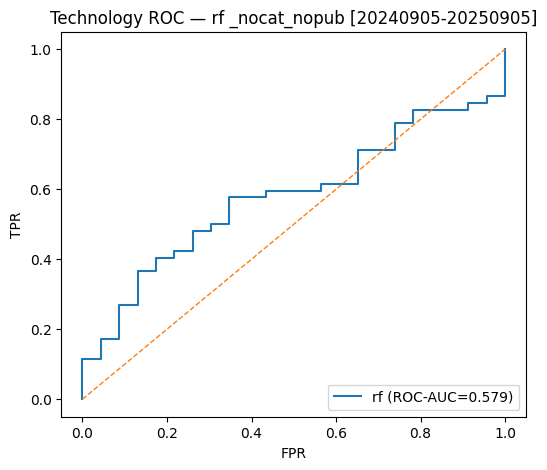 Technology ROC — rf _nocat_nopub [20240905-20250905]
TPR
1.0
0.8
0.6
0.4
0.2
0.0
rf (ROC-AUC=0.579)
0.0 0.2 0.4 0.6 0.8 1.0
FPR